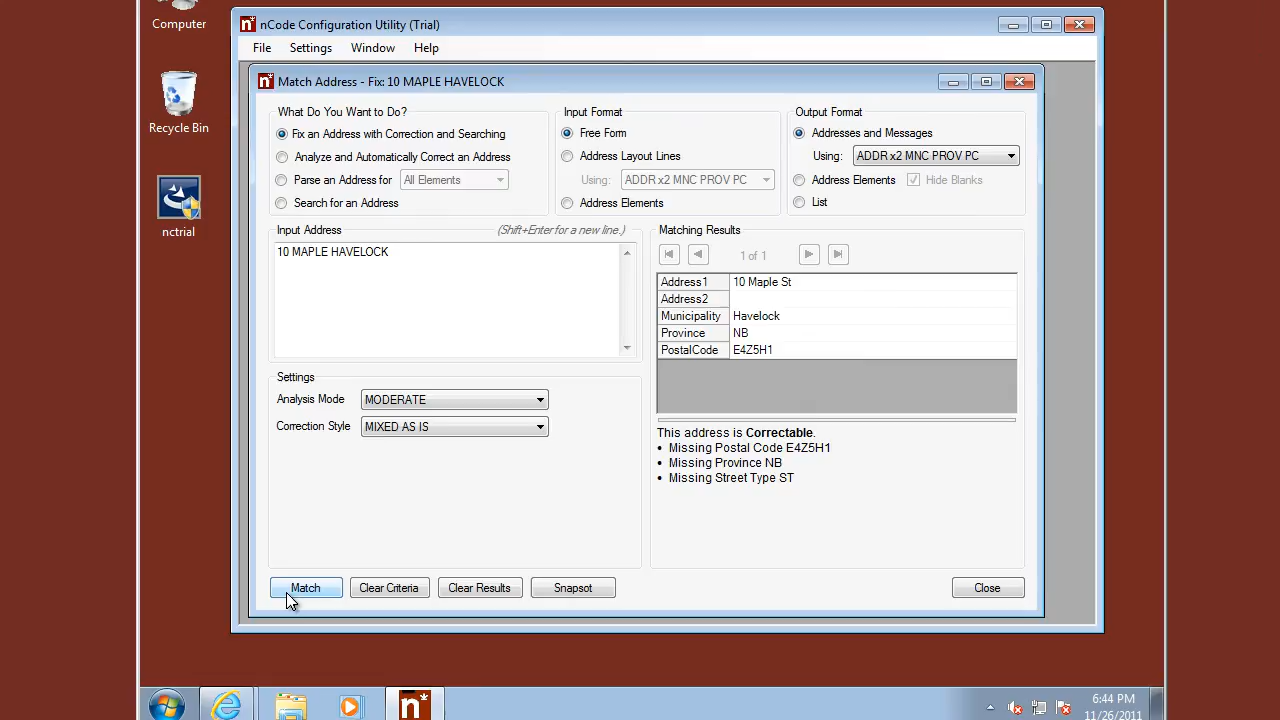 Computer
Recycle Bin
nctrial
nCode Configuration Utility (Trial)
File Settings Window Help
Match Address - Fix: 10 MAPLE HAVELOCK
What Do You Want to Do?
Fix an Address with Correction and Searching
Analyze and Automatically Correct an Address
Parse an Address for All Elements
Search for an Address
Input Format
Free Form
Address Layout Lines
Using: ADDR x2 MNC PROV PC
Address Elements
Output Format
Addresses and Messages
Using: ADDR x2 MNC PROV PC
Address Elements Hide Blanks
List
Input Address (Shift+Enter for a new line.)
10 MAPLE HAVELOCK
Settings
Analysis Mode MODERATE
Correction Style MIXED AS IS
Matching Results
1 of 1
Address1 10 Maple St
Address2
Municipality Havelock
Province NB
PostalCode E4Z5H1
This address is Correctable.
• Missing Postal Code E4Z5H1
• Missing Province NB
• Missing Street Type ST
Match Clear Criteria Clear Results Snapsot Close
n*
6:44 PM
11/26/2011